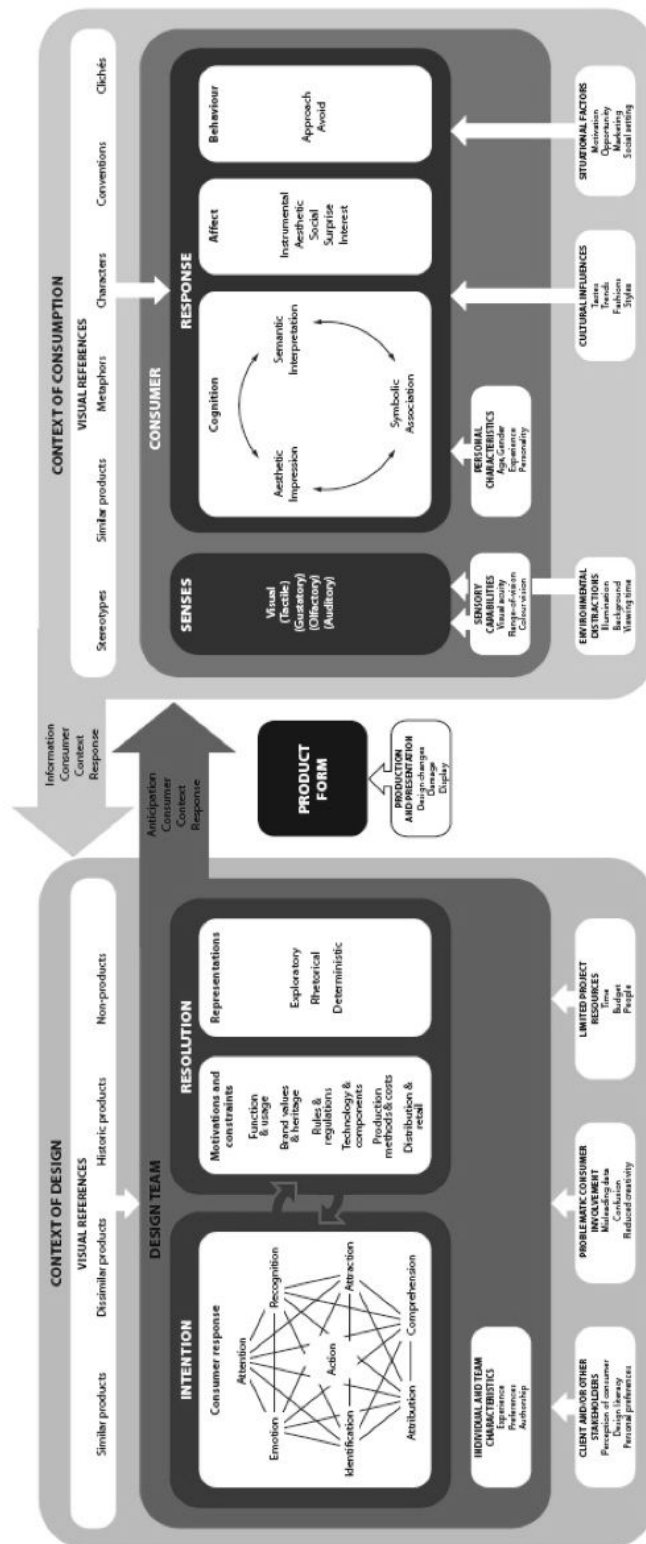 CONTEXT OF DESIGN
VISUAL REFERENCES
Similar products
Dissimilar products
Historic products
Non-products
DESIGN TEAM
INTENTION
Consumer response
Attention
Emotion
Recognition
Action
Identification
Attraction
Attribution
Comprehension
RESOLUTION
Motivations and
constraints
Function
& usage
Brand values
& heritage
Rules &
regulations
Technology &
components
Production
methods & costs
Distribution &
retail
Representations
Exploratory
Rhetorical
Deterministic
INDIVIDUAL AND TEAM
CHARACTERISTICS
Experience
Preferences
Authorship
CLIENT AND/OR OTHER
STAKEHOLDERS
Perception of consumer
Design literacy
Personal preferences
PROBLEMATIC CONSUMER
INVOLVEMENT
Misleading data
Confusion
Reduced creativity
LIMITED PROJECT
RESOURCES
Time
Budget
People
Information
Consumer
Context
Response
Anticipation
Consumer
Context
Response
PRODUCT
FORM
PRODUCTION
AND PRESENTATION
Design changes
Damage
Display
CONTEXT OF CONSUMPTION
VISUAL REFERENCES
Stereotypes
Similar products
Metaphors
Characters
Conventions
Clichés
CONSUMER
SENSES
Visual
(Tactile)
(Gustatory)
(Olfactory)
(Auditory)
RESPONSE
Cognition
Aesthetic
Impression
Semantic
Interpretation
Symbolic
Association
Affect
Instrumental
Aesthetic
Social
Surprise
Interest
Behaviour
Approach
Avoid
SENSORY
CAPABILITIES
Visual acuity
Range-of-vision
Colour vision
PERSONAL
CHARACTERISTICS
Age/Gender
Experience
Personality
ENVIRONMENTAL
DISTRACTIONS
Illumination
Background
Viewing time
CULTURAL INFLUENCES
Tastes
Trends
Fashions
Styles
SITUATIONAL FACTORS
Motivation
Opportunity
Marketing
Social setting